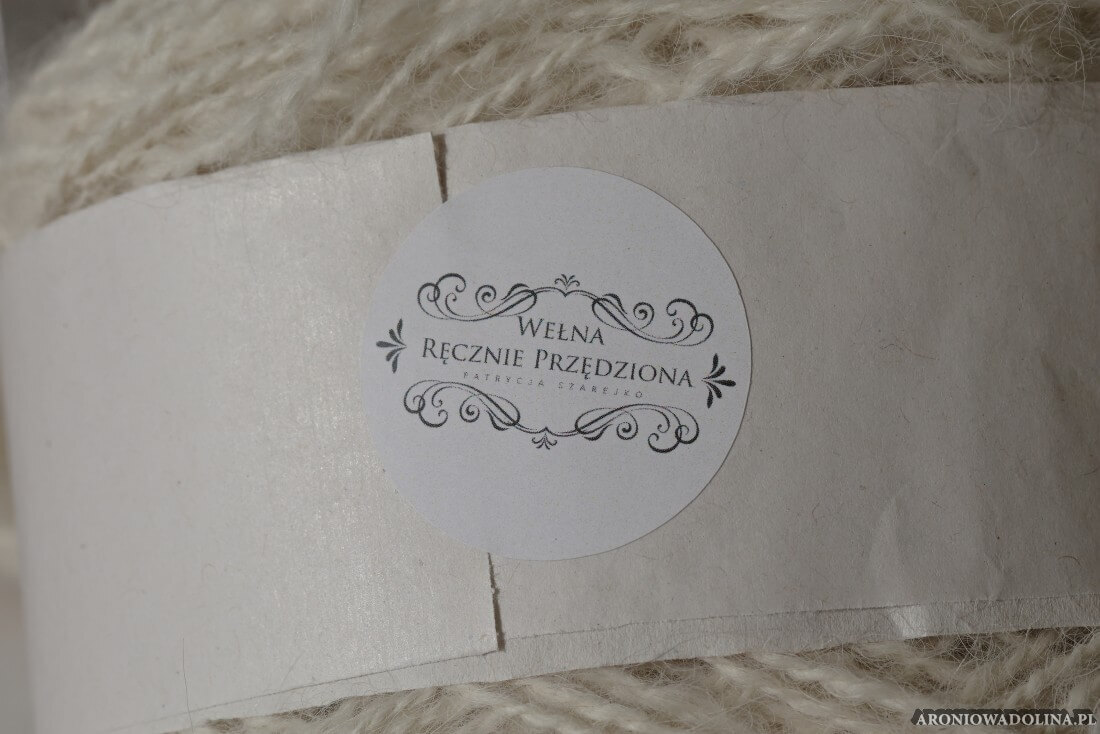 WEŁNA
RĘCZNIE PRZĘDZIONA
PATRYCJA SZAREJKO
ARONIOWADOLINA.PL